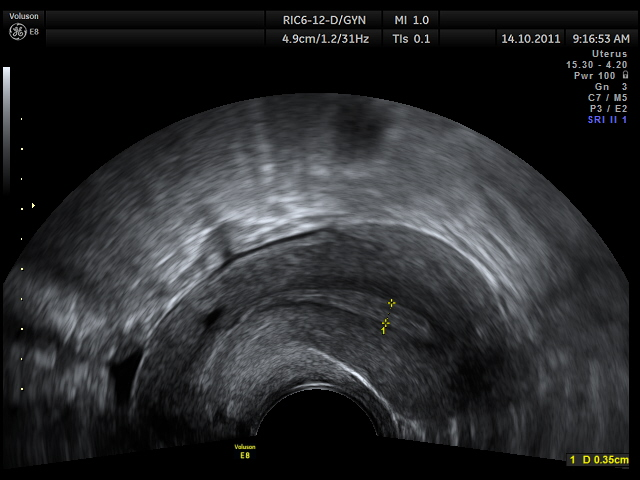 Voluson
E8
RIC6-12-D/GYN
MI 1.0
4.9cm/1.2/31Hz
TIs 0.1
14.10.2011
9:16:53 AM
Uterus
15.30 - 4.20
Pwr 100
Gn 3
C7 / M5
P3 / E2
SRI II 1
1
Voluson
E8
1 D 0.35cm